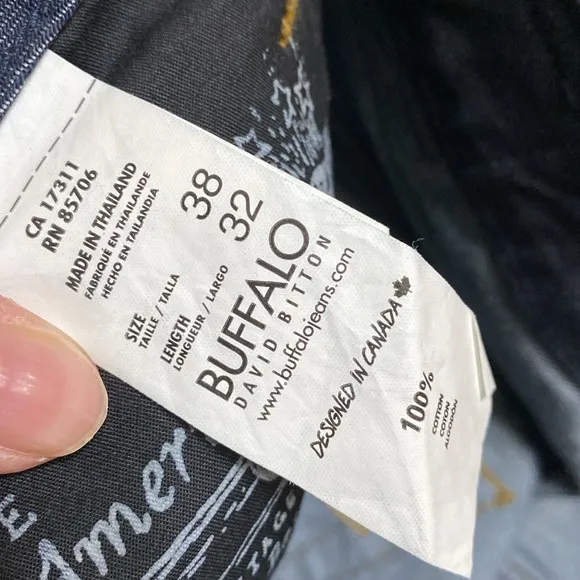 CA 17311
RN 85706
MADE IN THAILAND
FABRIQUÉ EN THAÏLANDE
HECHO EN TAILANDIA
SIZE 38
TAILLE / TALLA
LENGTH 32
LONGUEUR / LARGO
BUFFALO
DAVID BITTON
www.buffalojeans.com
DESIGNED IN CANADA
100%
COTTON
COTON
ALGODÓN
Amer